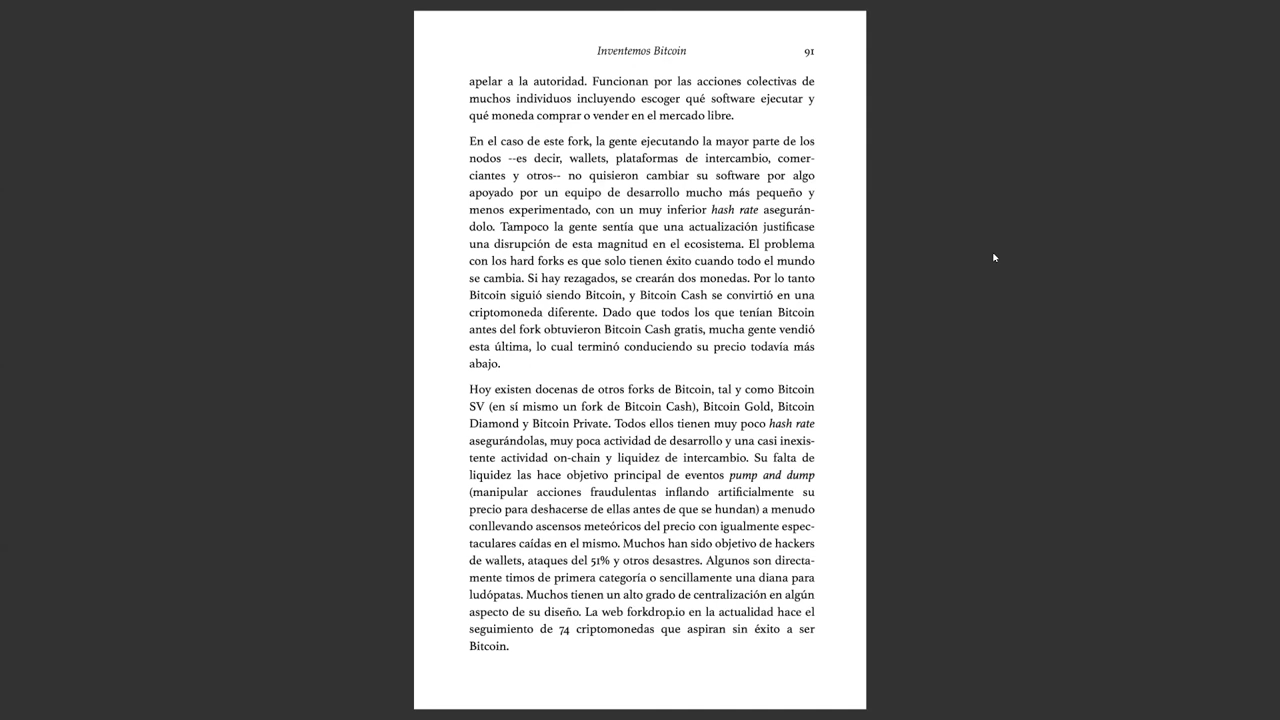 Inventemos Bitcoin 91
apelar a la autoridad. Funcionan por las acciones colectivas de
muchos individuos incluyendo escoger qué software ejecutar y
qué moneda comprar o vender en el mercado libre.
En el caso de este fork, la gente ejecutando la mayor parte de los
nodos --es decir, wallets, plataformas de intercambio, comer-
ciantes y otros-- no quisieron cambiar su software por algo
apoyado por un equipo de desarrollo mucho más pequeño y
menos experimentado, con un muy inferior hash rate asegurán-
dolo. Tampoco la gente sentía que una actualización justificase
una disrupción de esta magnitud en el ecosistema. El problema
con los hard forks es que solo tienen éxito cuando todo el mundo
se cambia. Si hay rezagados, se crearán dos monedas. Por lo tanto
Bitcoin siguió siendo Bitcoin, y Bitcoin Cash se convirtió en una
criptomoneda diferente. Dado que todos los que tenían Bitcoin
antes del fork obtuvieron Bitcoin Cash gratis, mucha gente vendió
esta última, lo cual terminó conduciendo su precio todavía más
abajo.
Hoy existen docenas de otros forks de Bitcoin, tal y como Bitcoin
SV (en sí mismo un fork de Bitcoin Cash), Bitcoin Gold, Bitcoin
Diamond y Bitcoin Private. Todos ellos tienen muy poco hash rate
asegurándolas, muy poca actividad de desarrollo y una casi inexis-
tente actividad on-chain y liquidez de intercambio. Su falta de
liquidez las hace objetivo principal de eventos pump and dump
(manipular acciones fraudulentas inflando artificialmente su
precio para deshacerse de ellas antes de que se hundan) a menudo
conllevando ascensos meteóricos del precio con igualmente espec-
taculares caídas en el mismo. Muchos han sido objetivo de hackers
de wallets, ataques del 51% y otros desastres. Algunos son directa-
mente timos de primera categoría o sencillamente una diana para
ludópatas. Muchos tienen un alto grado de centralización en algún
aspecto de su diseño. La web forkdrop.io en la actualidad hace el
seguimiento de 74 criptomonedas que aspiran sin éxito a ser
Bitcoin.